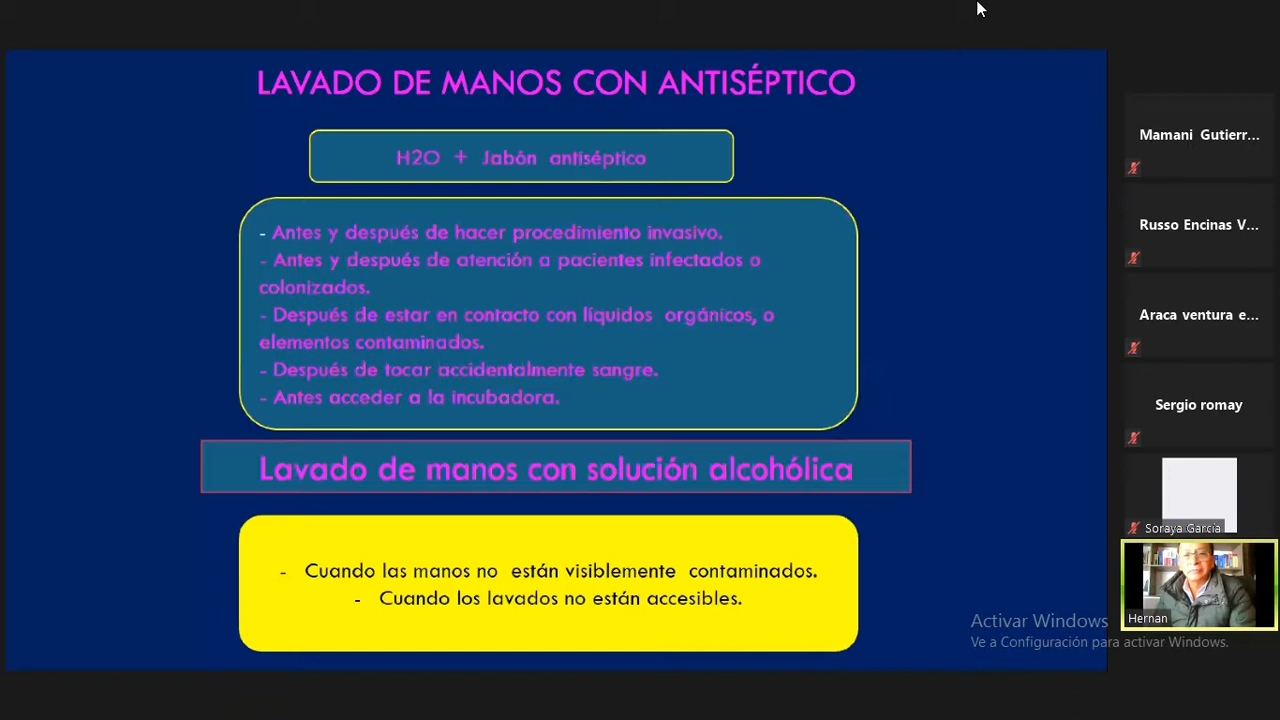 LAVADO DE MANOS CON ANTISÉPTICO
H2O + Jabón antiséptico
- Antes y después de hacer procedimiento invasivo.
- Antes y después de atención a pacientes infectados o
colonizados.
- Después de estar en contacto con líquidos orgánicos, o
elementos contaminados.
- Después de tocar accidentalmente sangre.
- Antes acceder a la incubadora.
Lavado de manos con solución alcohólica
- Cuando las manos no están visiblemente contaminados.
- Cuando los lavados no están accesibles.
Mamani Gutierr...
Russo Encinas V...
Araca ventura e...
Sergio romay
Soraya Garcia
Hernan
Activar Windows
Ve a Configuración para activar Windows.